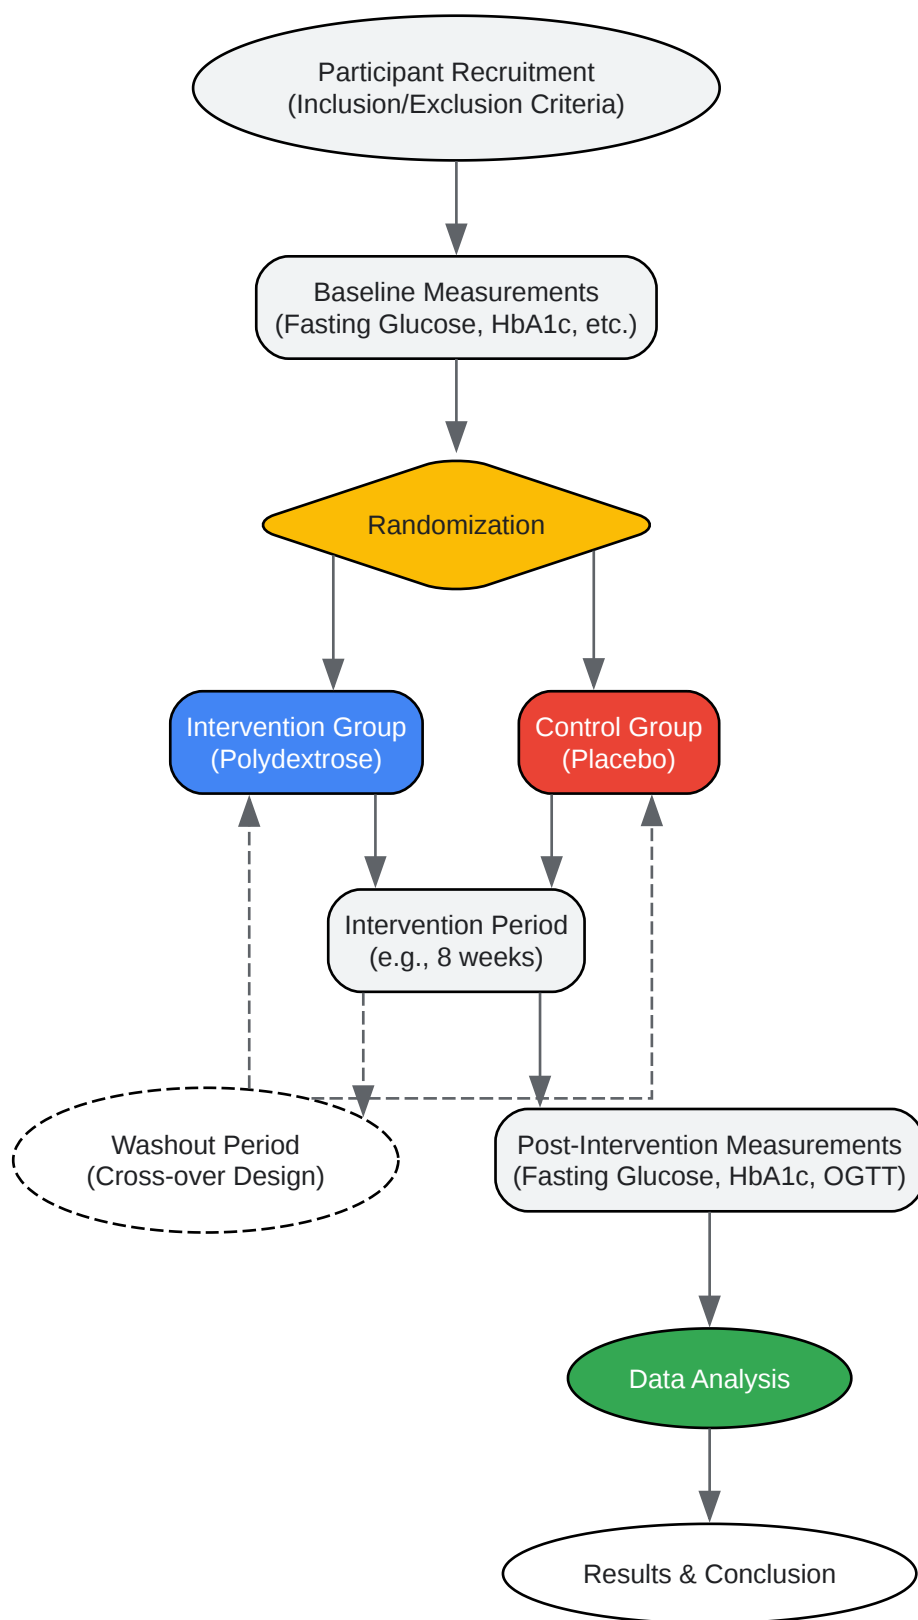 Participant Recruitment
(Inclusion/Exclusion Criteria)
Baseline Measurements
(Fasting Glucose, HbA1c, etc.)
Randomization
Intervention Group
(Polydextrose)
Control Group
(Placebo)
Intervention Period
(e.g., 8 weeks)
Washout Period
(Cross-over Design)
Post-Intervention Measurements
(Fasting Glucose, HbA1c, OGTT)
Data Analysis
Results & Conclusion